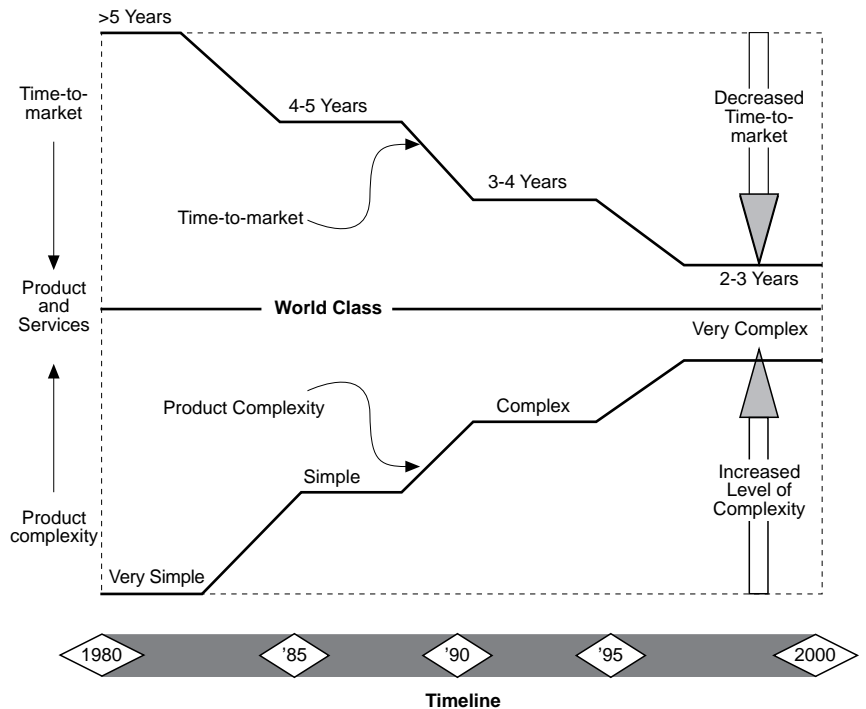 >5 Years
Time-to-
market
4-5 Years
Decreased
Time-to-
market
3-4 Years
Time-to-market
2-3 Years
Product
and
Services
World Class
Very Complex
Product Complexity
Complex
Simple
Increased
Level of
Complexity
Product
complexity
Very Simple
1980
’85
’90
’95
2000
Timeline